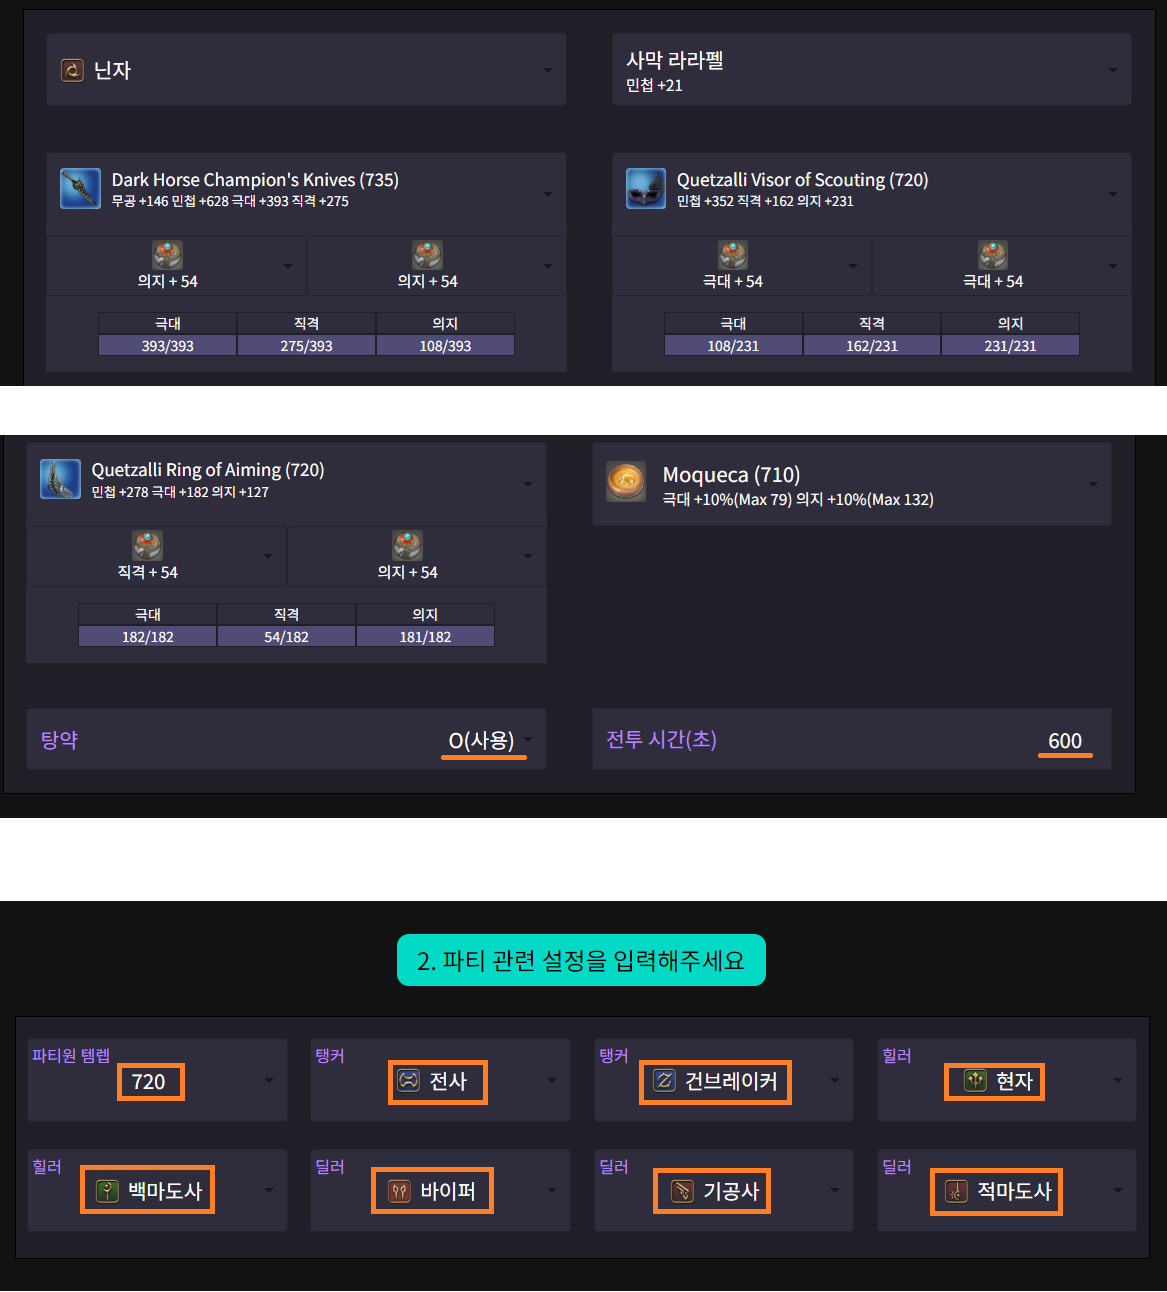 닌자
사막 라라펠
민첩 +21
Dark Horse Champion's Knives (735)
무공 +146 민첩 +628 극대 +393 직격 +275
Quetzalli Visor of Scouting (720)
민첩 +352 직격 +162 의지 +231
의지 + 54
의지 + 54
극대 + 54
극대 + 54
극대 직격 의지
393/393 275/393 108/393
극대 직격 의지
108/231 162/231 231/231
Quetzalli Ring of Aiming (720)
민첩 +278 극대 +182 의지 +127
Moqueca (710)
극대 +10%(Max 79) 의지 +10%(Max 132)
직격 + 54
의지 + 54
극대 직격 의지
182/182 54/182 181/182
탕약
O(사용)
전투 시간(초)
600
2. 파티 관련 설정을 입력해주세요
파티원 템렙
720
탱커
전사
탱커
건브레이커
힐러
현자
힐러
백마도사
딜러
바이퍼
딜러
기공사
딜러
적마도사